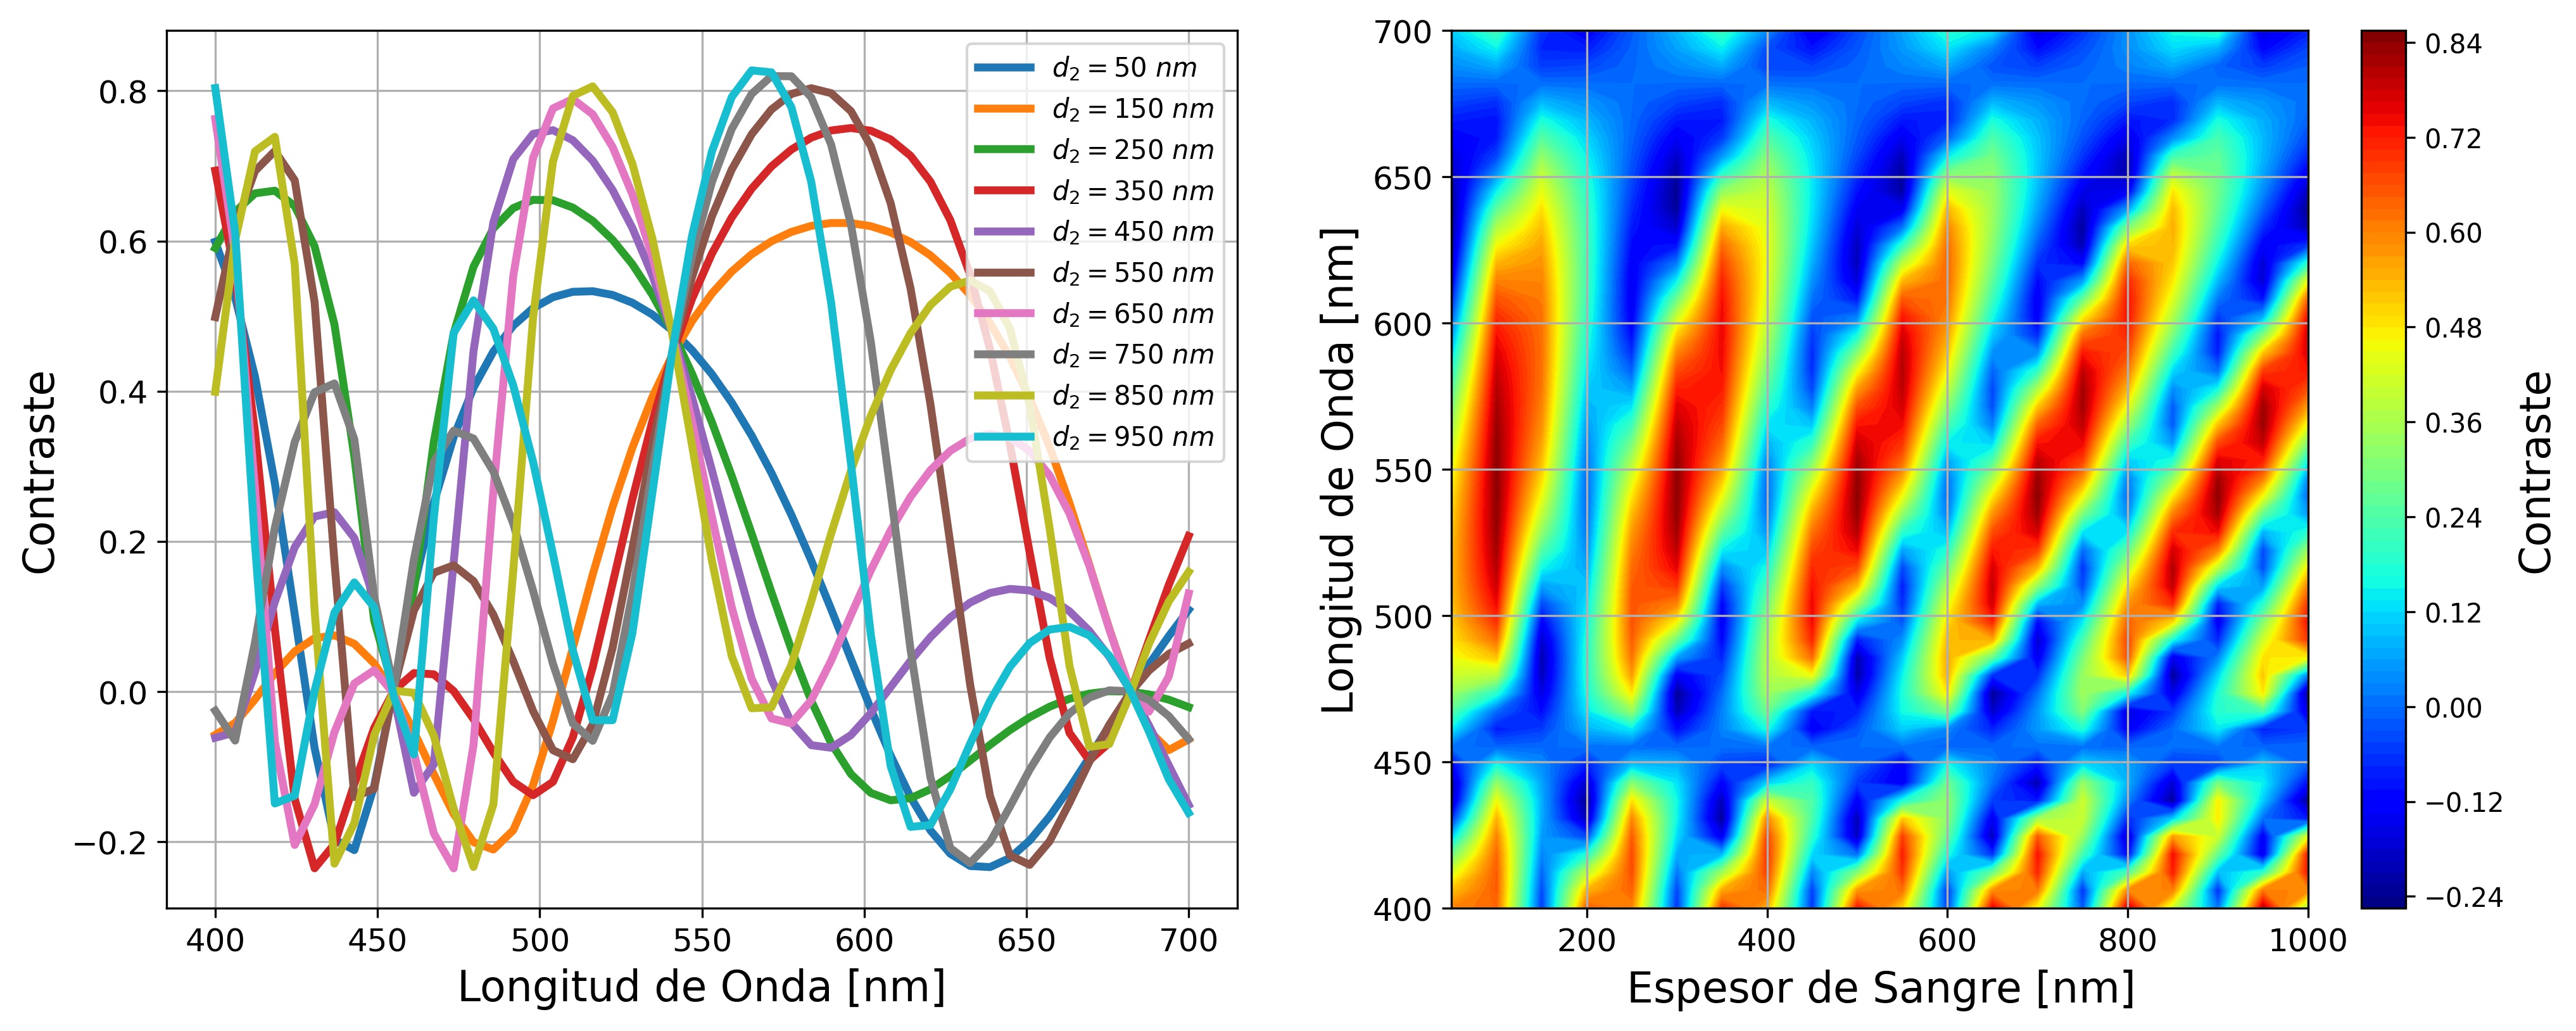 Contraste
0.8
0.6
0.4
0.2
0.0
−0.2
400
450
500
550
600
650
700
Longitud de Onda [nm]
d₂ = 50 nm
d₂ = 150 nm
d₂ = 250 nm
d₂ = 350 nm
d₂ = 450 nm
d₂ = 550 nm
d₂ = 650 nm
d₂ = 750 nm
d₂ = 850 nm
d₂ = 950 nm
Longitud de Onda [nm]
700
650
600
550
500
450
400
200
400
600
800
1000
Espesor de Sangre [nm]
0.84
0.72
0.60
0.48
0.36
0.24
0.12
0.00
−0.12
−0.24
Contraste